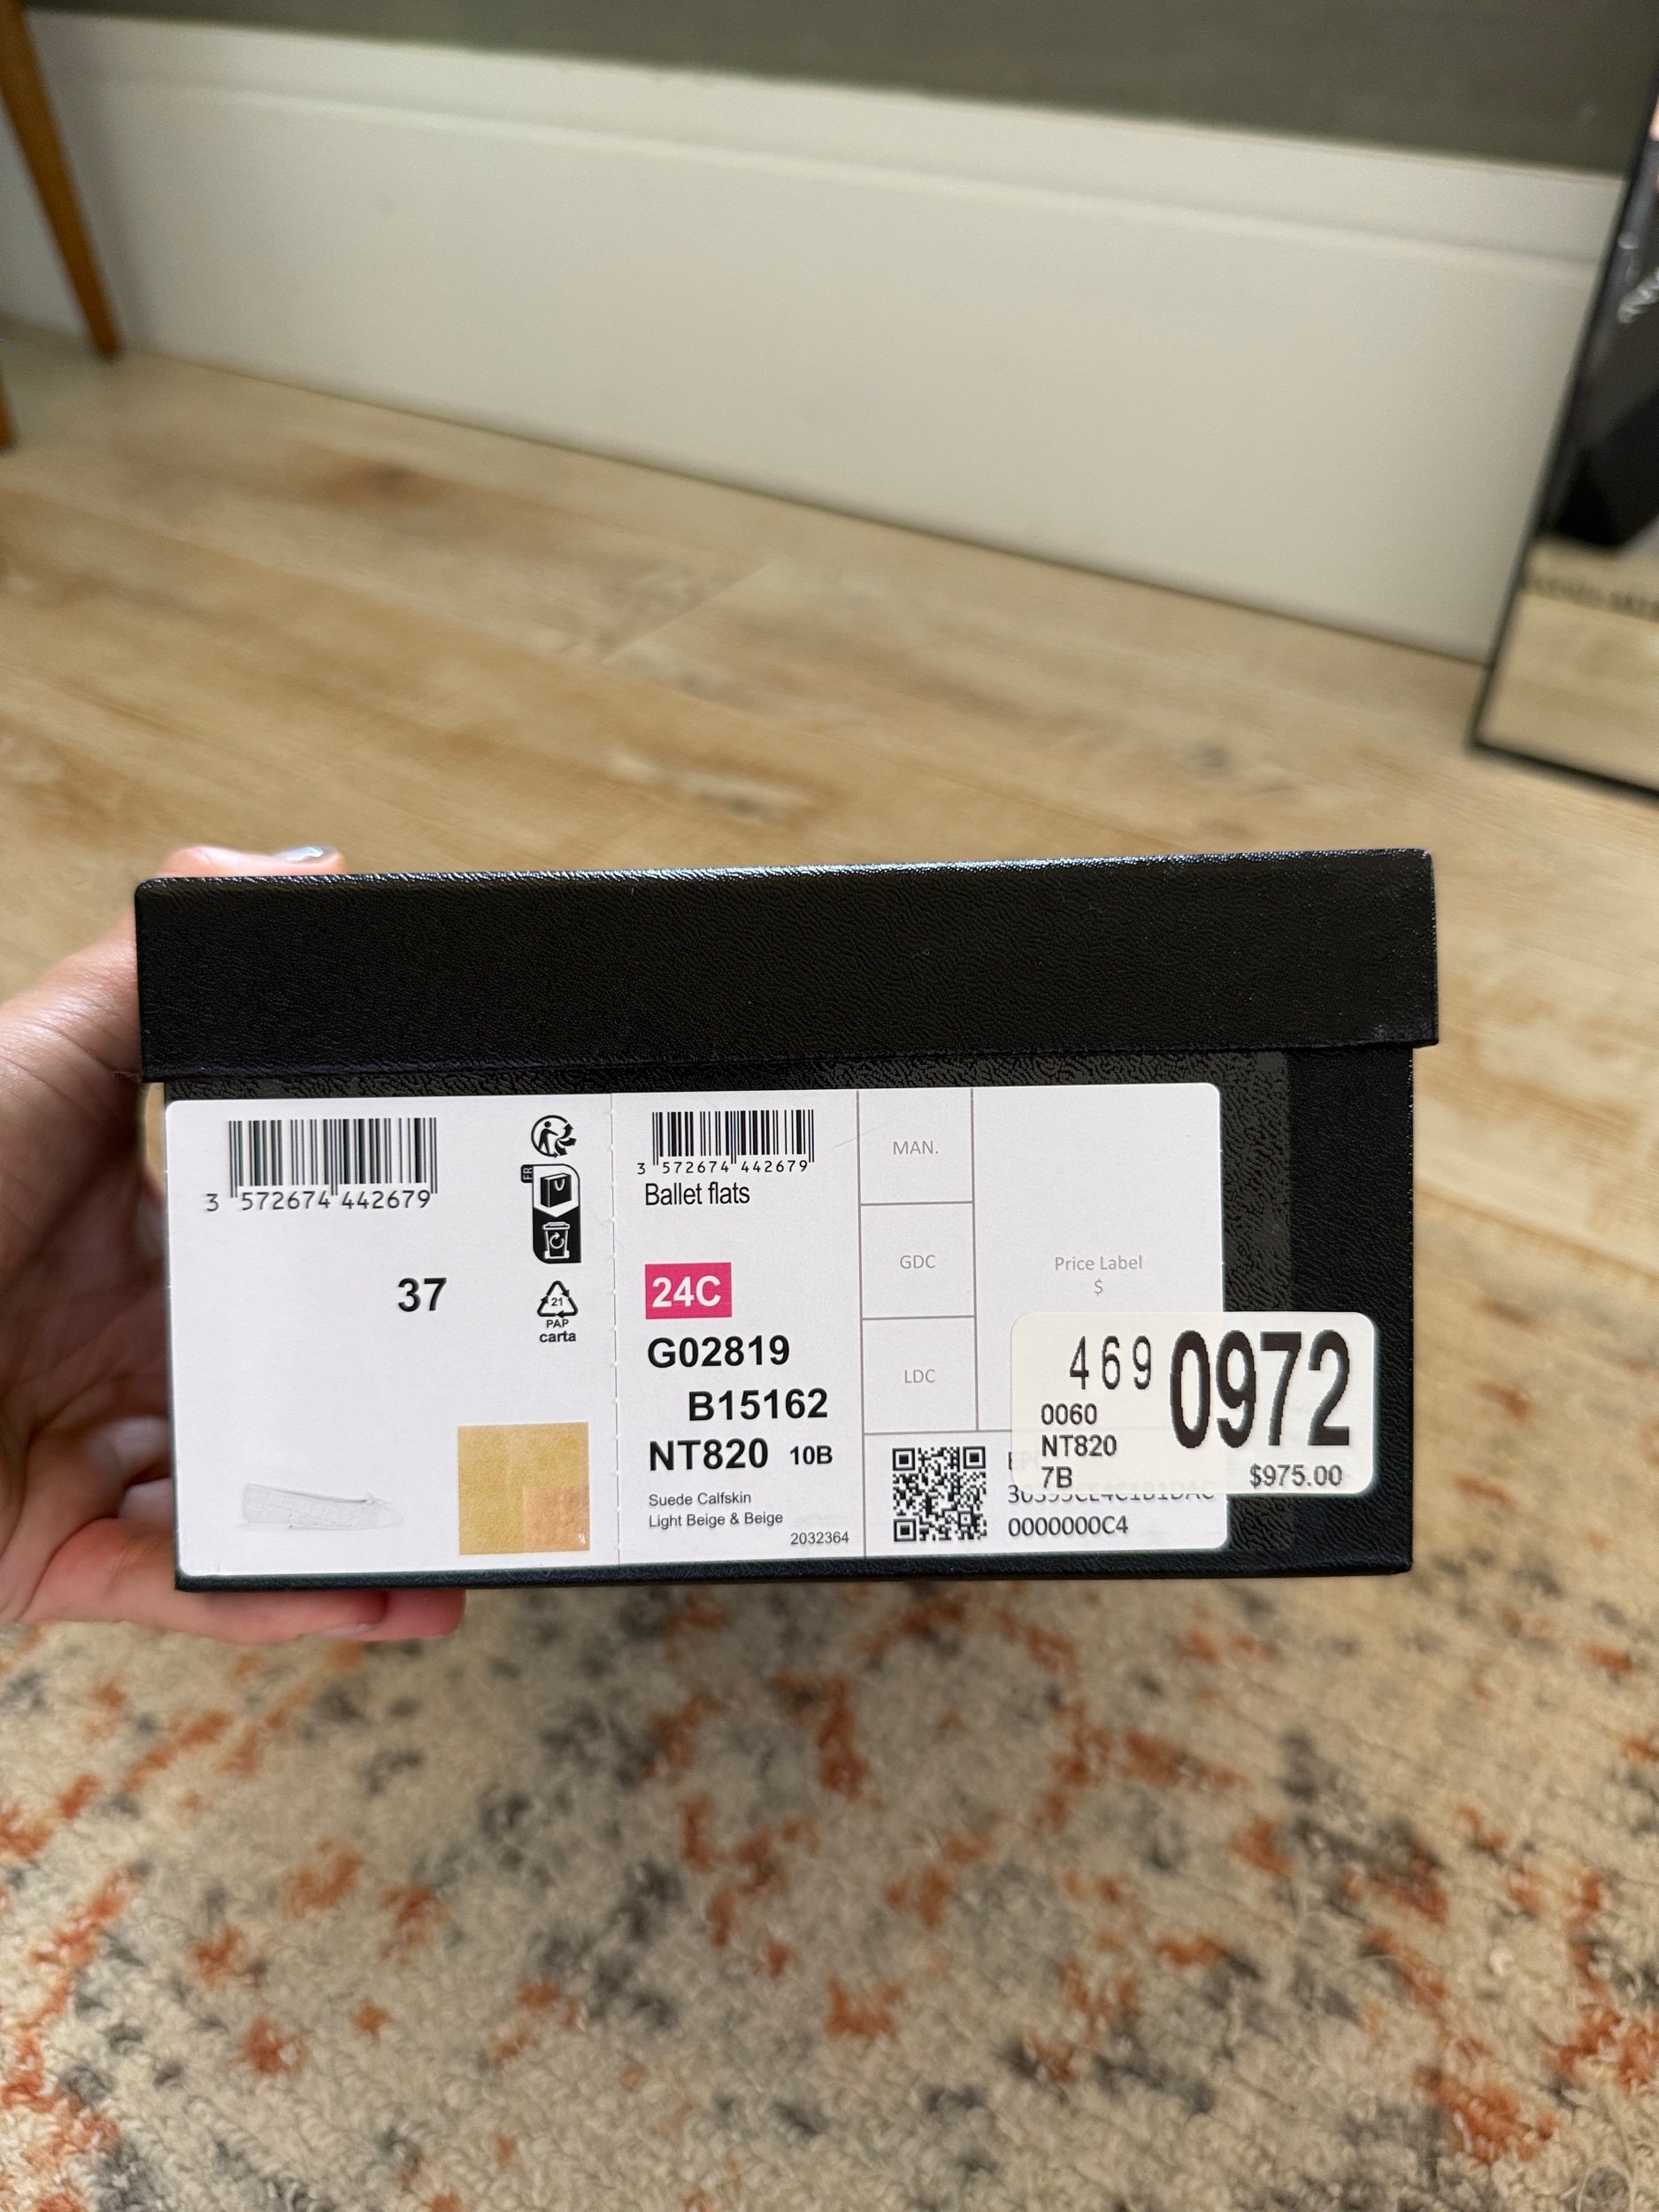 3 572674 442679
FR
37
21
PAP
carta
3 572674 442679
Ballet flats
24C
G02819
B15162
NT820 10B
Suede Calfskin
Light Beige & Beige
2032364
MAN.
GDC
LDC
Price Label
$
469 0972
0060
NT820
7B $975.00
0000000C4